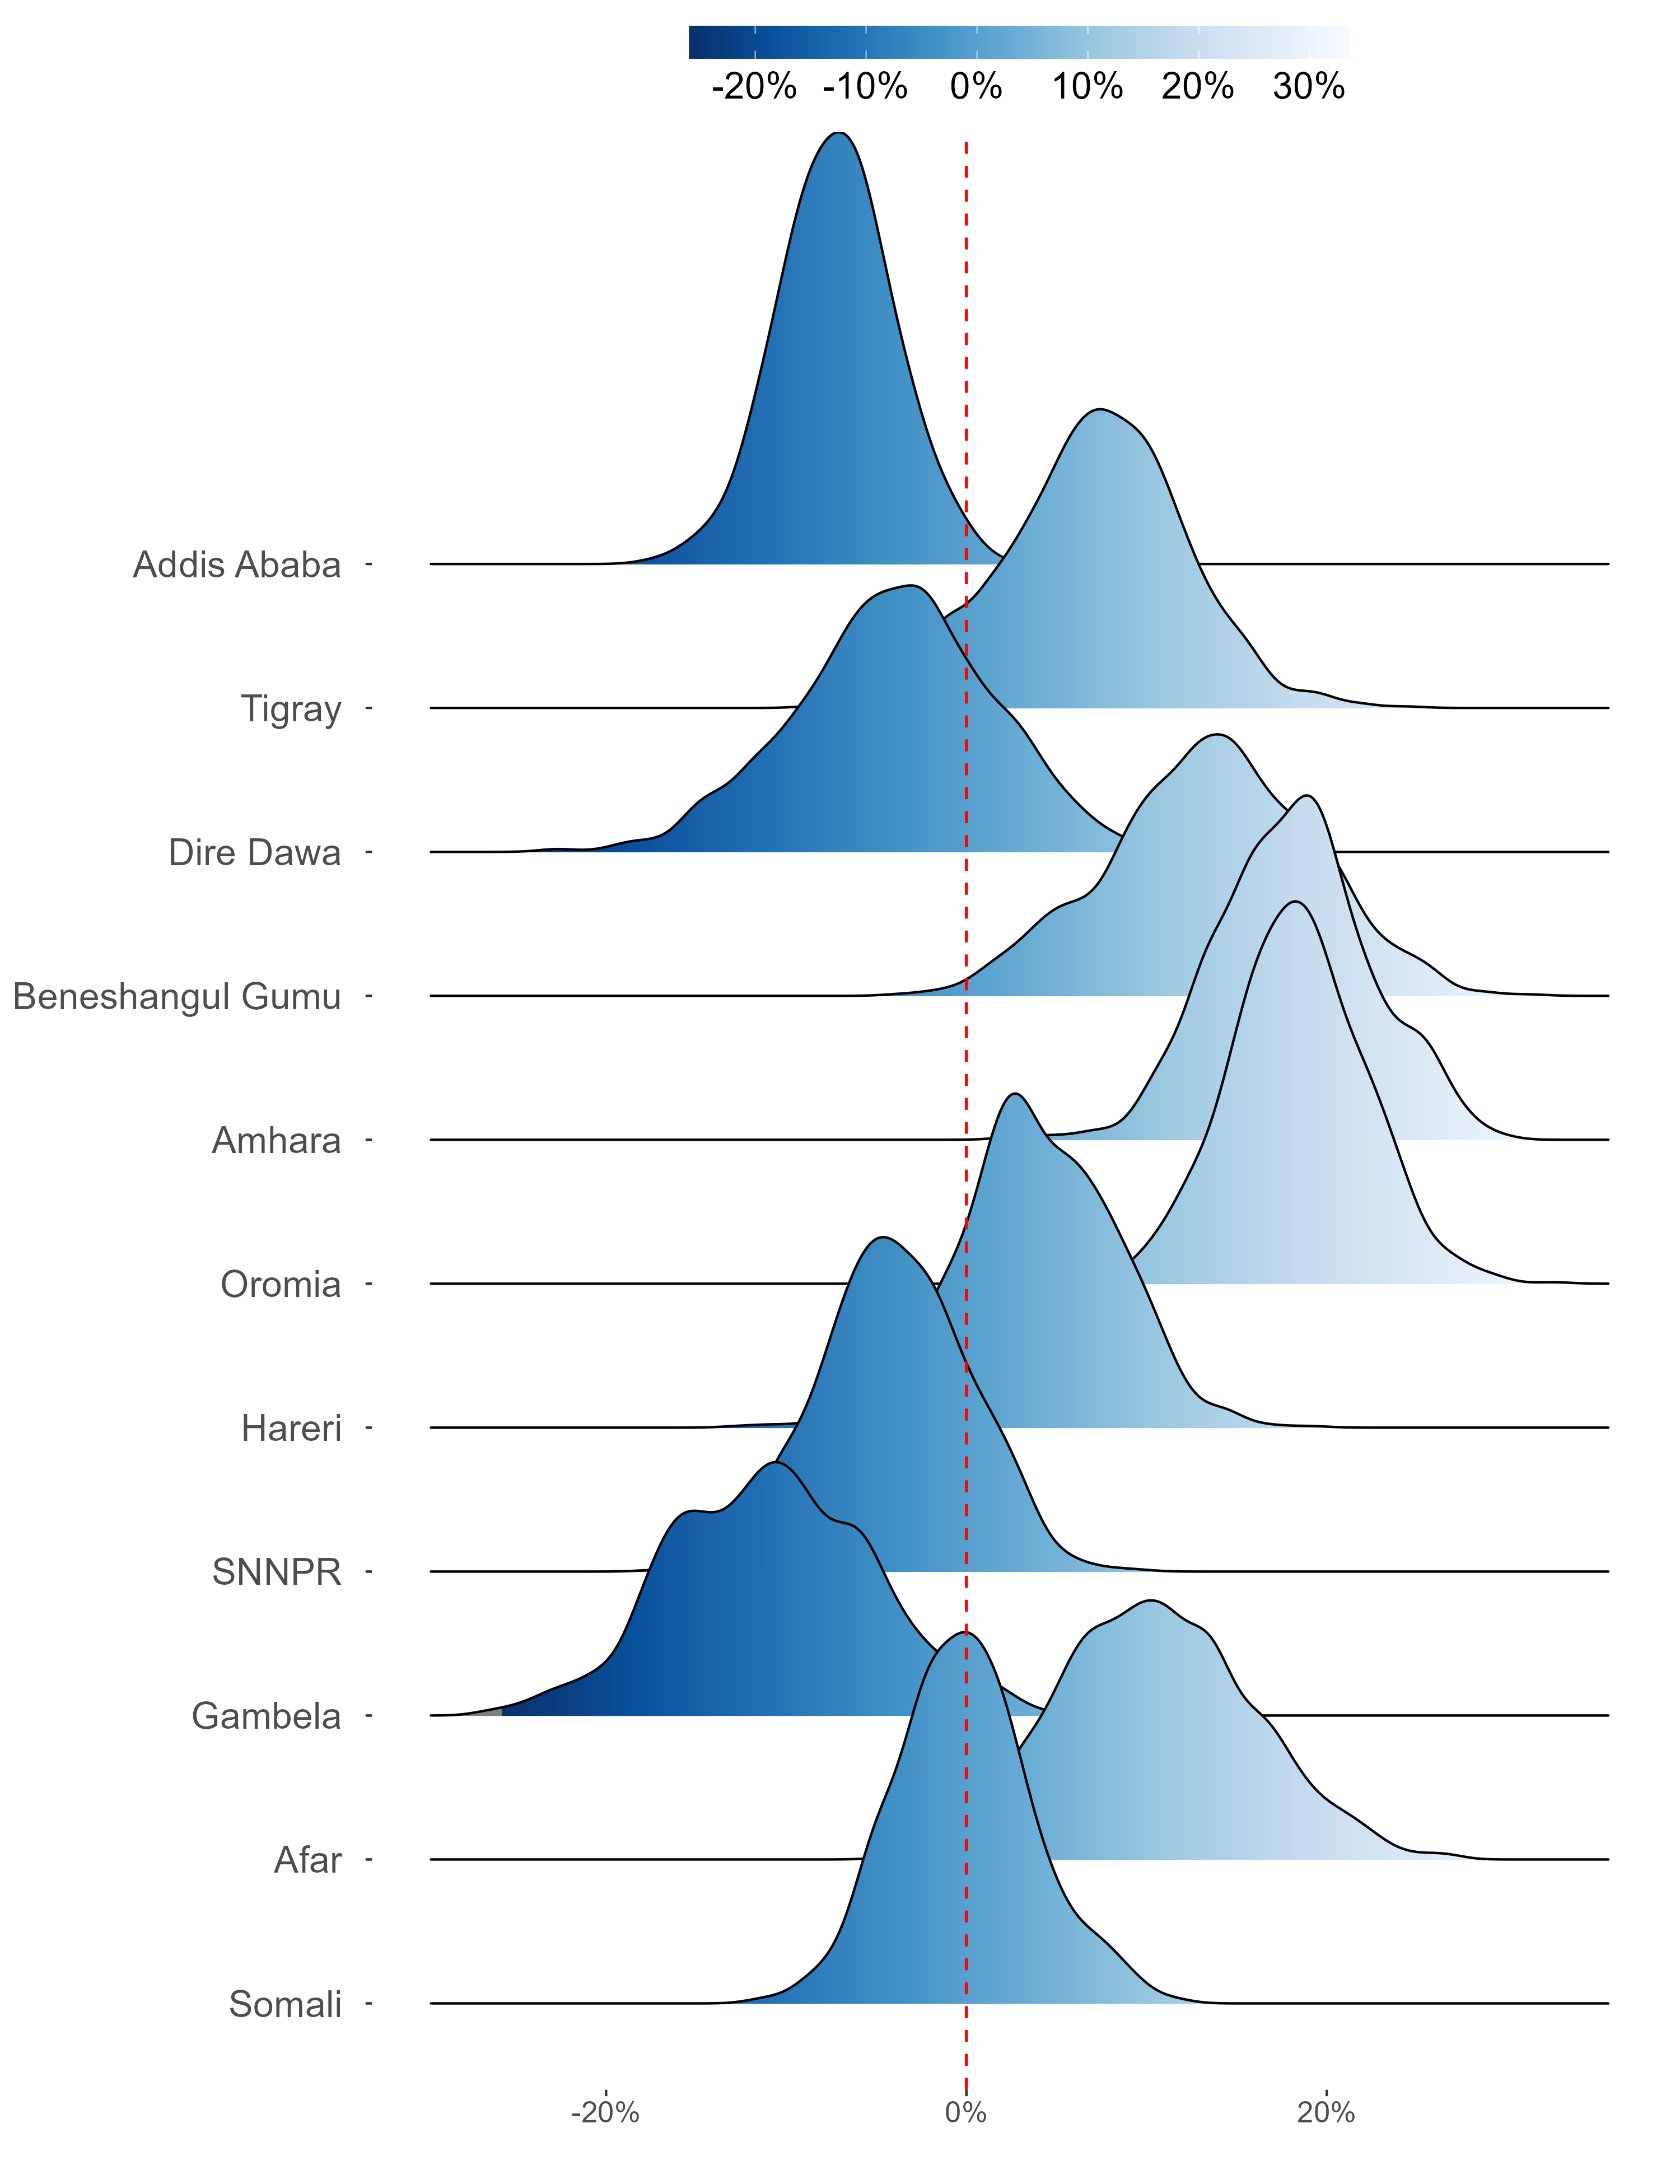 -20% -10% 0% 10% 20% 30%
Addis Ababa
Tigray
Dire Dawa
Beneshangul Gumu
Amhara
Oromia
Hareri
SNNPR
Gambela
Afar
Somali
-20% 0% 20%